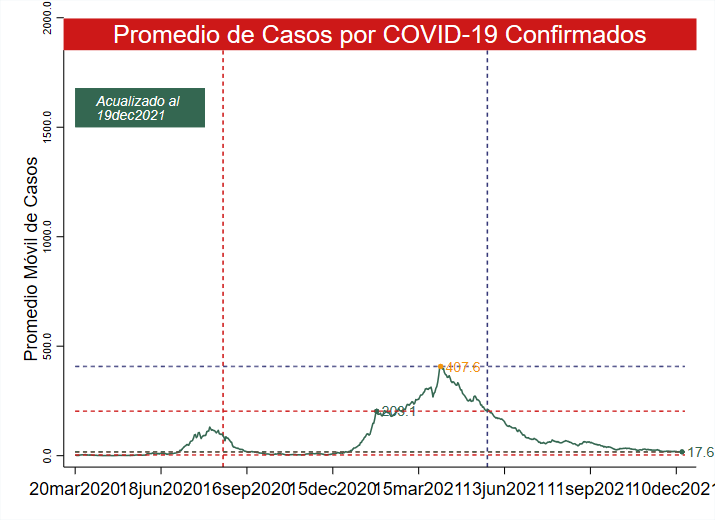 2000.0
Promedio de Casos por COVID-19 Confirmados
Acualizado al
19dec2021
1500.0
1000.0
500.0
0.0
Promedio Móvil de Casos
407.6
203.1
17.6
20mar2020 18jun2020 16sep2020 15dec2020 15mar2021 13jun2021 11sep2021 10dec2021